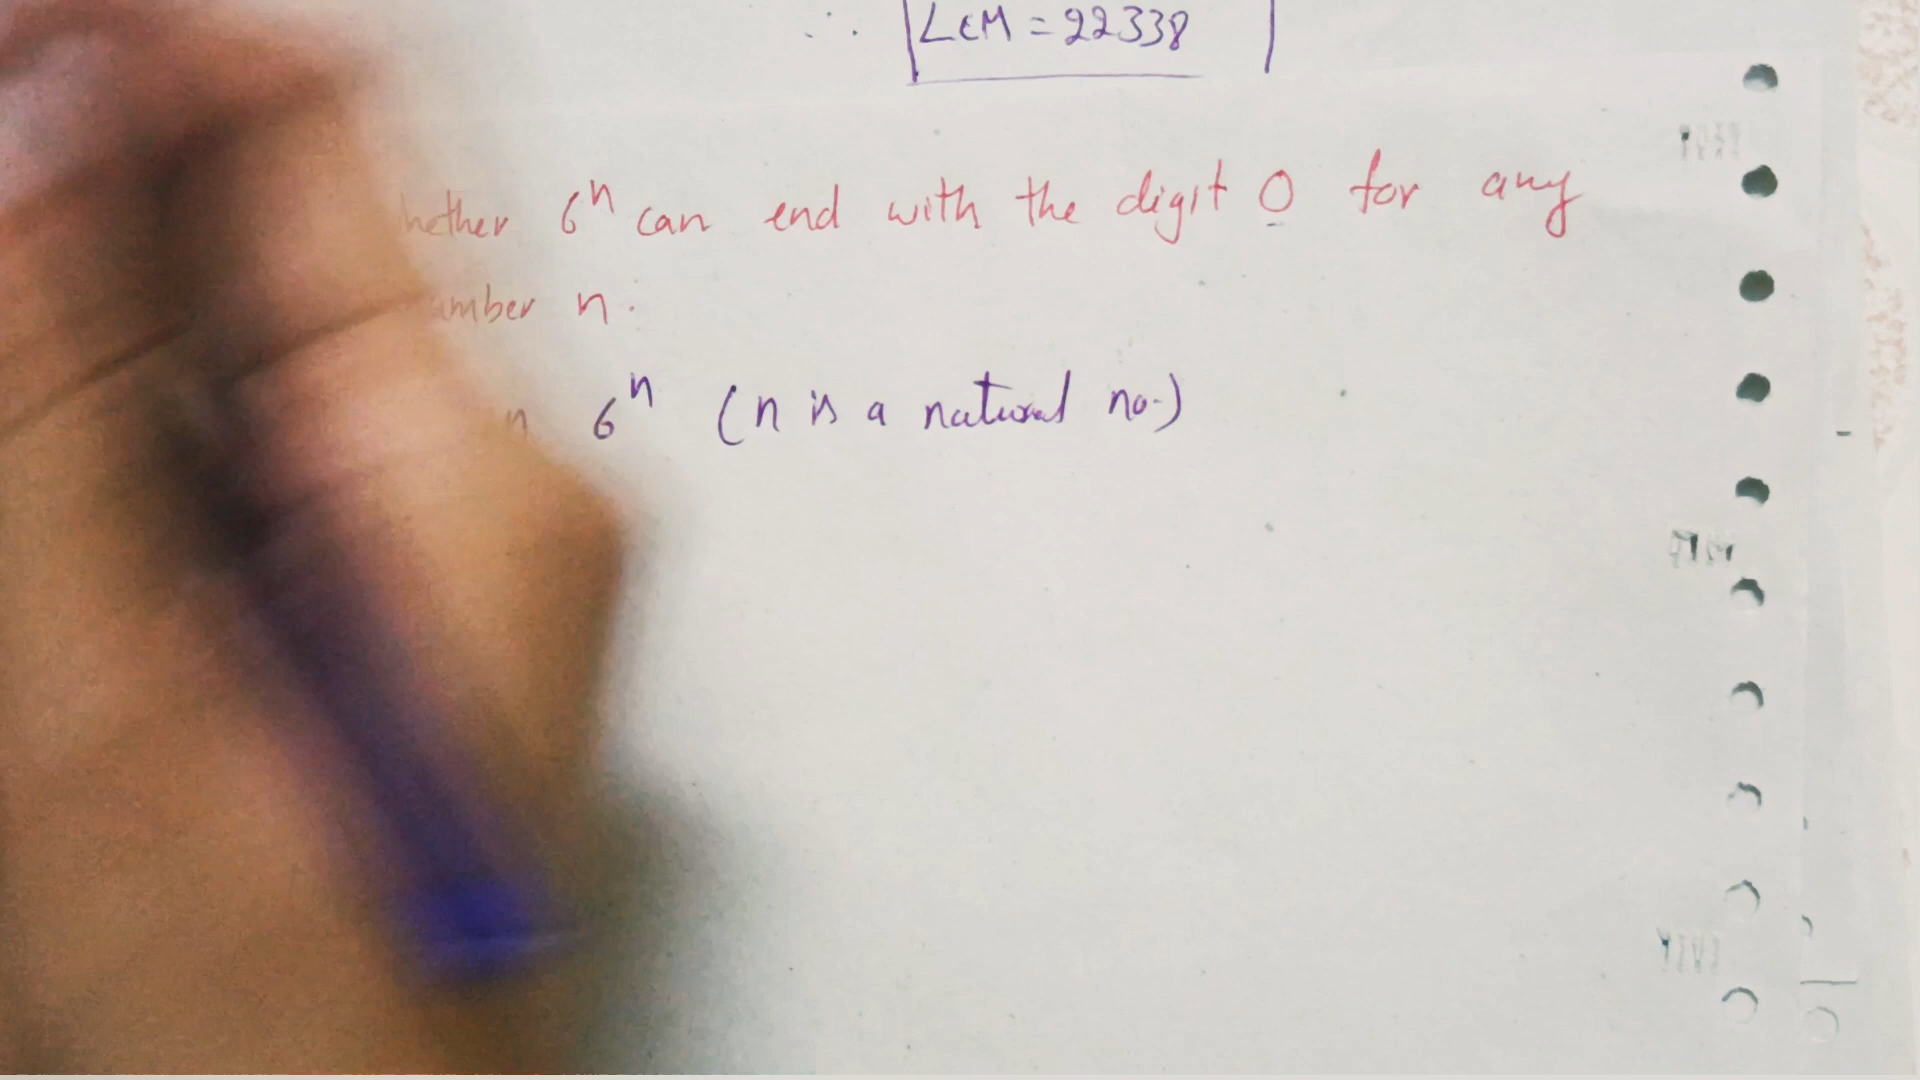 ∴ LCM = 22338
hether 6ⁿ can end with the digit 0 for any
umber n.
n 6ⁿ (n is a natural no.)